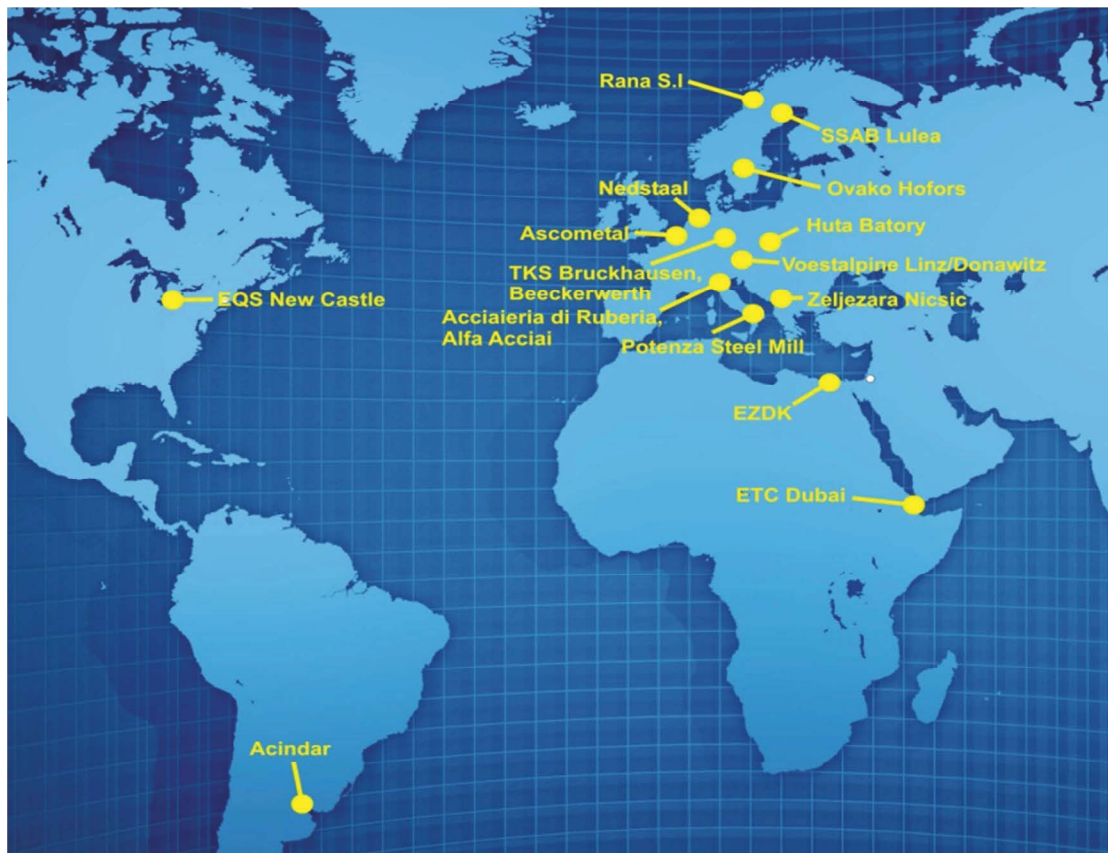 Rana S.I
SSAB Lulea
Ovako Hofors
Nedstaal
Huta Batory
Ascometal
Voestalpine Linz/Donawitz
TKS Bruckhausen,
Beeckerwerth
EQS New Castle
Zeljezara Nicsic
Acciaieria di Ruberia,
Alfa Acciai
Potenza Steel Mill
EZDK
ETC Dubai
Acindar